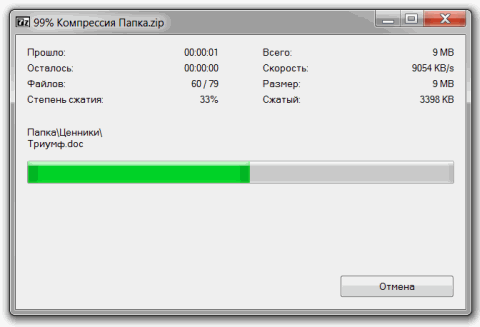 7z 99% Компрессия Папка.zip
Прошло: 00:00:01 Всего: 9 MB
Осталось: 00:00:00 Скорость: 9054 KB/s
Файлов: 60 / 79 Размер: 9 MB
Степень сжатия: 33% Сжатый: 3398 KB
Папка\Ценники\
Триумф.doc
Отмена